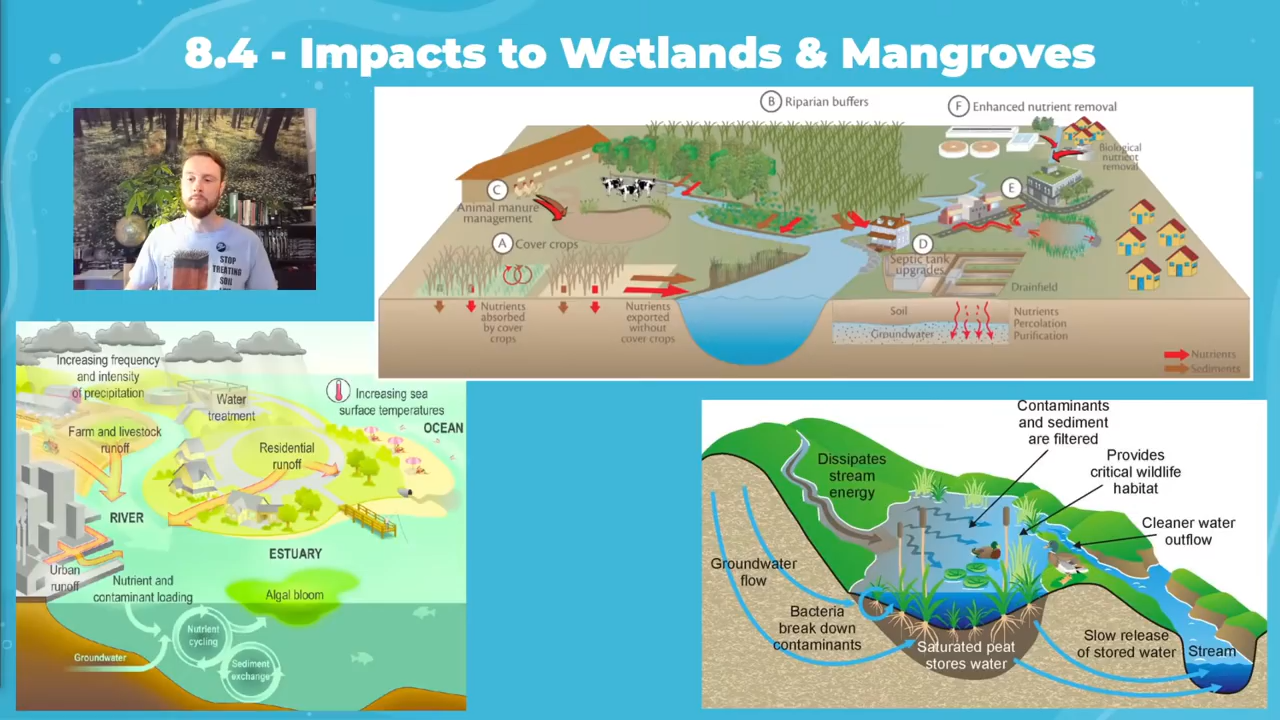 8.4 - Impacts to Wetlands & Mangroves
STOP
TREATING
SOIL
B Riparian buffers
F Enhanced nutrient removal
Biological
nutrient
removal
C
Animal manure
management
E
A Cover crops
D
Septic tank
upgrades
Drainfield
Nutrients
absorbed
by cover
crops
Nutrients
exported
without
cover crops
Soil
Groundwater
Nutrients
Percolation
Purification
Nutrients
Sediments
Increasing frequency
and intensity
of precipitation
Water
treatment
Increasing sea
surface temperatures
OCEAN
Farm and livestock
runoff
Residential
runoff
RIVER
ESTUARY
Urban
runoff
Nutrient and
contaminant loading
Algal bloom
Nutrient
cycling
Groundwater
Sediment
exchange
Contaminants
and sediment
are filtered
Dissipates
stream
energy
Provides
critical wildlife
habitat
Cleaner water
outflow
Groundwater
flow
Bacteria
break down
contaminants
Saturated peat
stores water
Slow release
of stored water
Stream